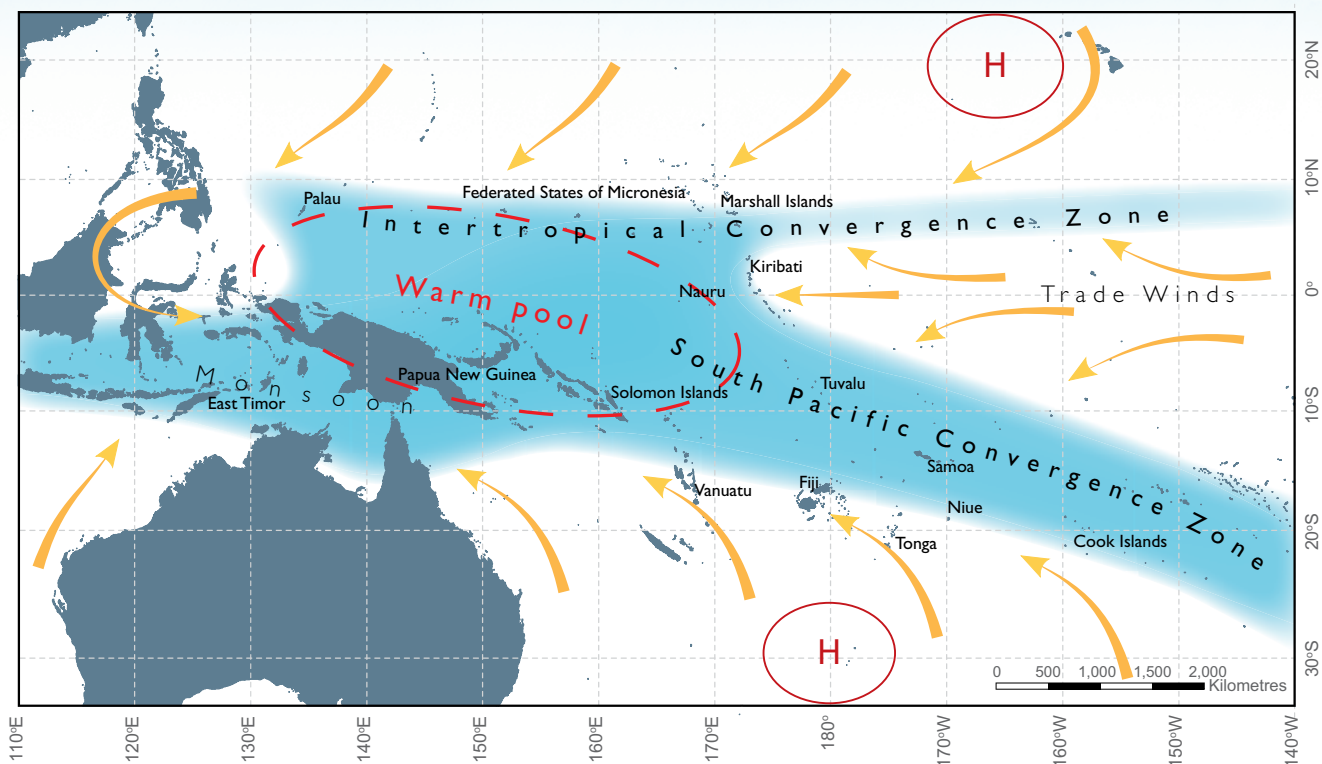 H
20°N
10°N
Palau
Federated States of Micronesia
Marshall Islands
Intertropical Convergence Zone
Kiribati
Warm pool
Nauru
Trade Winds
0°
South Pacific Convergence Zone
Monsoon
Papua New Guinea
East Timor
Solomon Islands
Tuvalu
10°S
Samoa
Vanuatu
Fiji
Niue
Tonga
Cook Islands
20°S
H
30°S
0 500 1,000 1,500 2,000
Kilometres
110°E 120°E 130°E 140°E 150°E 160°E 170°E 180° 170°W 160°W 150°W 140°W